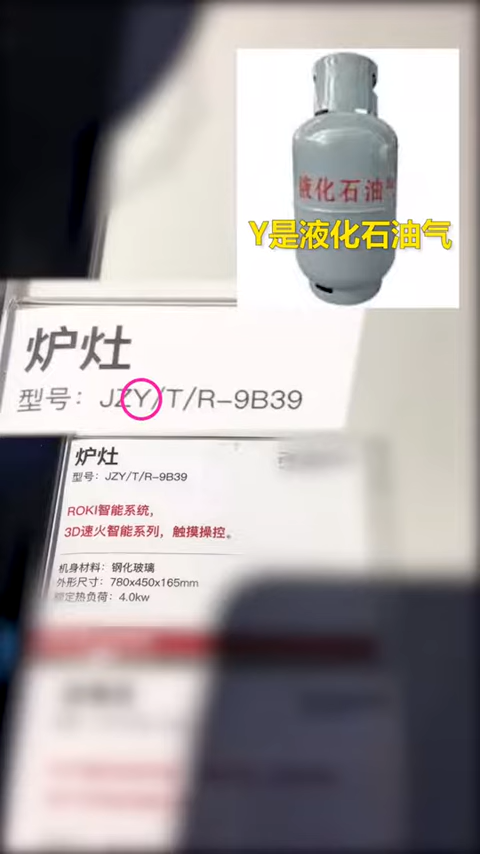 液化石油
Y是液化石油气
炉灶
型号：JZY/T/R-9B39
炉灶
型号：JZY/T/R-9B39
ROKI智能系统，
3D速火智能系列，触摸操控。
机身材料：钢化玻璃
外形尺寸：780x450x165mm
额定热负荷：4.0kw